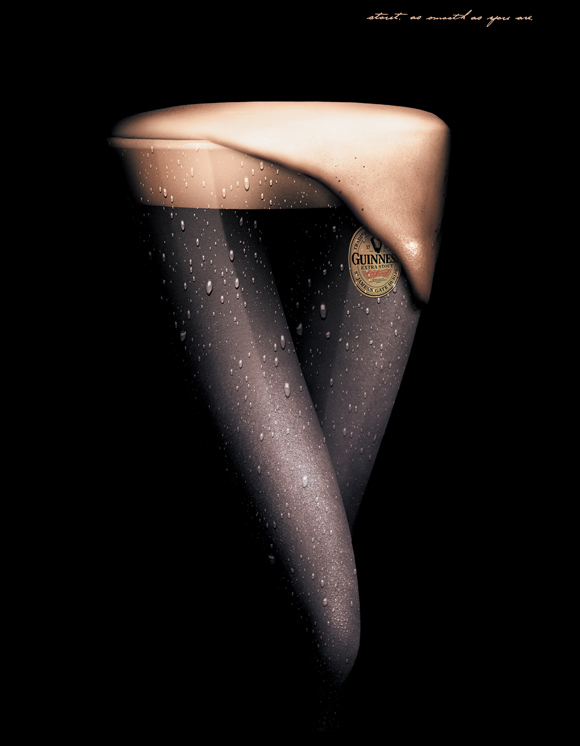 stout. as smooth as you are
GUINNES
EXTRA STOUT